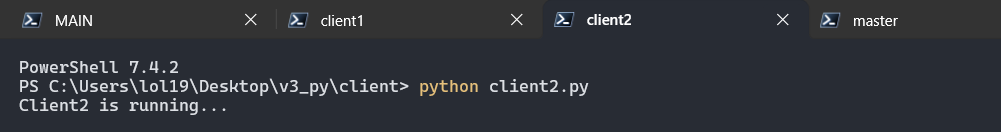 MAIN client1 client2 master
PowerShell 7.4.2
PS C:\Users\lol19\Desktop\v3_py\client> python client2.py
Client2 is running...